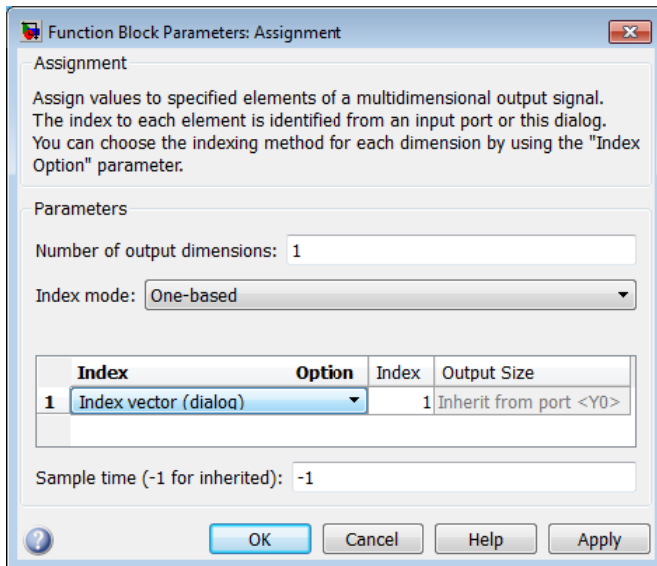 Function Block Parameters: Assignment
Assignment
Assign values to specified elements of a multidimensional output signal.
The index to each element is identified from an input port or this dialog.
You can choose the indexing method for each dimension by using the "Index
Option" parameter.
Parameters
Number of output dimensions: 1
Index mode: One-based
Index Option Index Output Size
1 Index vector (dialog) 1 Inherit from port <Y0>
Sample time (-1 for inherited): -1
? OK Cancel Help Apply